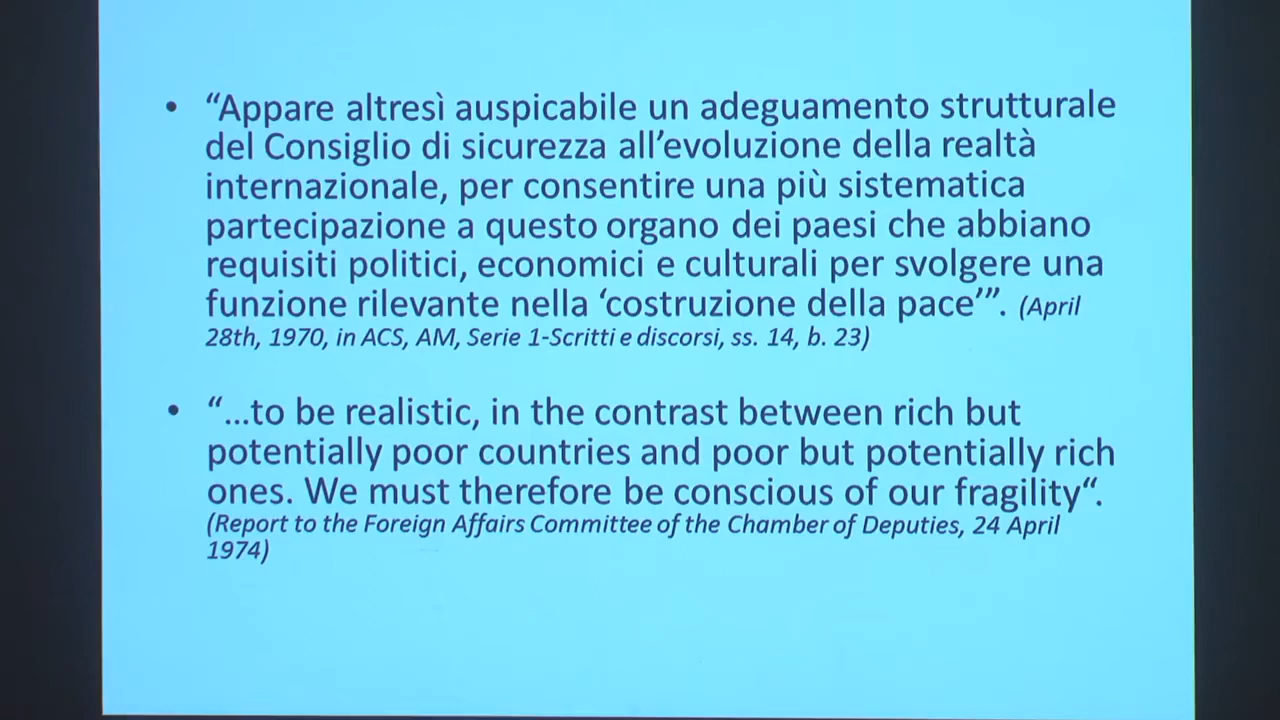 • “Appare altresì auspicabile un adeguamento strutturale
del Consiglio di sicurezza all’evoluzione della realtà
internazionale, per consentire una più sistematica
partecipazione a questo organo dei paesi che abbiano
requisiti politici, economici e culturali per svolgere una
funzione rilevante nella ‘costruzione della pace’”. (April
28th, 1970, in ACS, AM, Serie 1-Scritti e discorsi, ss. 14, b. 23)
• “…to be realistic, in the contrast between rich but
potentially poor countries and poor but potentially rich
ones. We must therefore be conscious of our fragility“.
(Report to the Foreign Affairs Committee of the Chamber of Deputies, 24 April
1974)